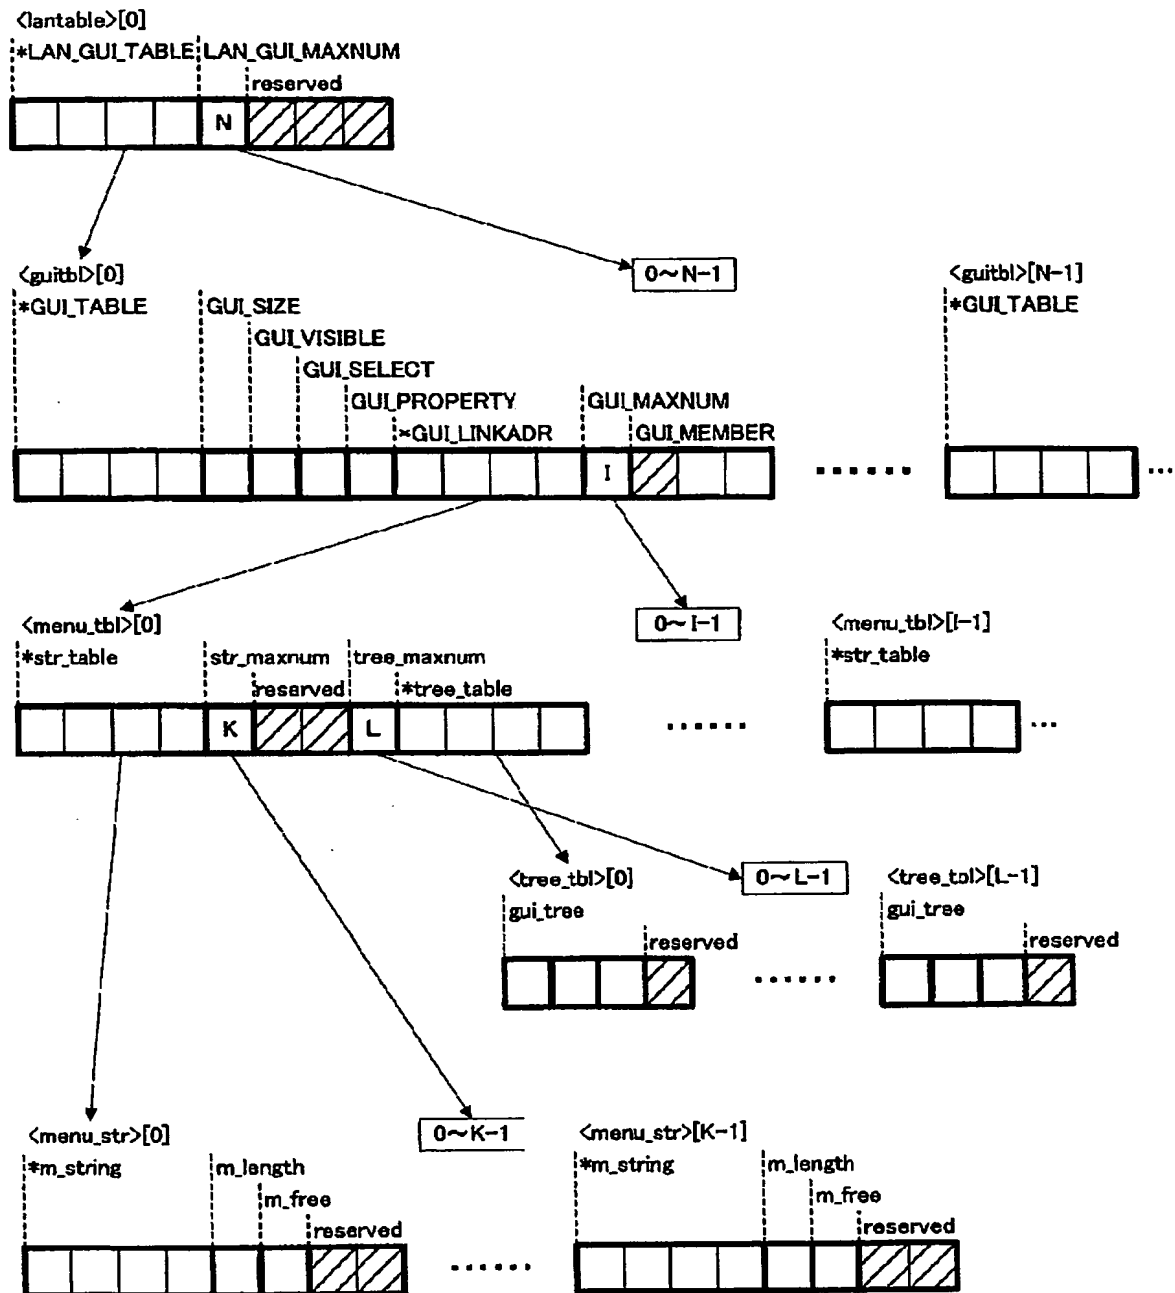 <lantable>[0]
*LAN_GUI_TABLE LAN_GUI_MAXNUM
reserved
N
<guitbl>[0]
0~N-1
<guitbl>[N-1]
*GUI_TABLE
GUI_SIZE
*GUI_TABLE
GUI_VISIBLE
GUI_SELECT
GUI_PROPERTY
GUI_MAXNUM
*GUI_LINKADR
GUI_MEMBER
I
......
...
<menu_tbl>[0]
0~I-1
<menu_tbl>[I-1]
*str_table
str_maxnum
tree_maxnum
*str_table
reserved
*tree_table
K
L
......
...
<tree_tbl>[0]
0~L-1
<tree_tbl>[L-1]
gui_tree
gui_tree
reserved
reserved
......
<menu_str>[0]
0~K-1
<menu_str>[K-1]
*m_string
m_length
*m_string
m_length
m_free
m_free
reserved
reserved
......